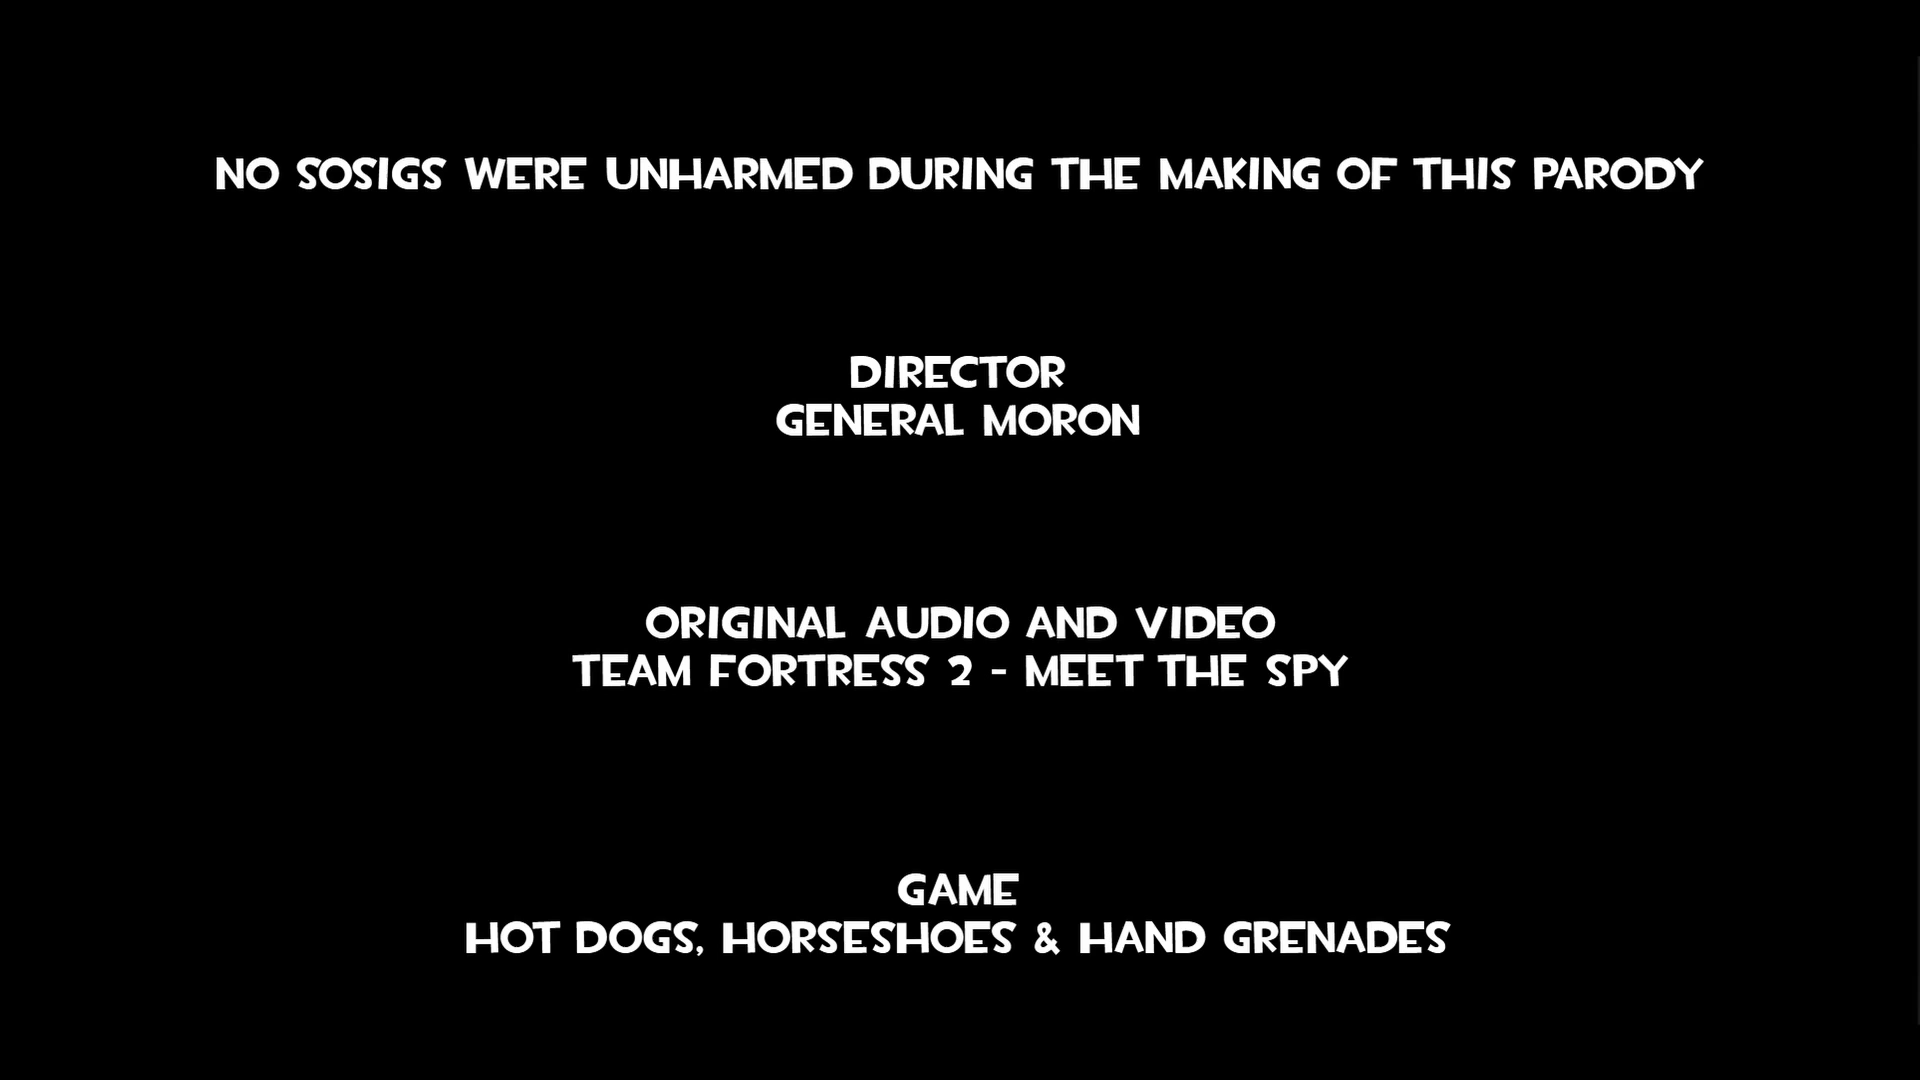 NO SOSIGS WERE UNHARMED DURING THE MAKING OF THIS PARODY
DIRECTOR
GENERAL MORON
ORIGINAL AUDIO AND VIDEO
TEAM FORTRESS 2 - MEET THE SPY
GAME
HOT DOGS, HORSESHOES & HAND GRENADES